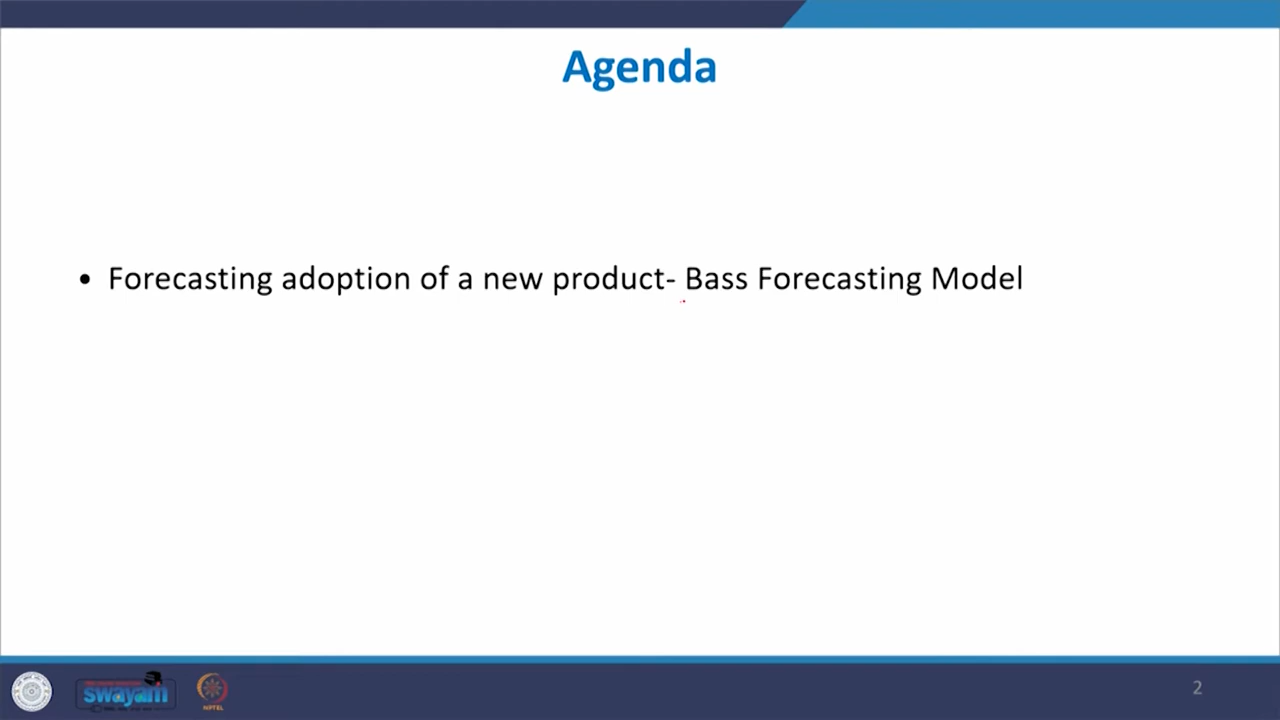 Agenda
• Forecasting adoption of a new product- Bass Forecasting Model
swayam
NPTEL
2